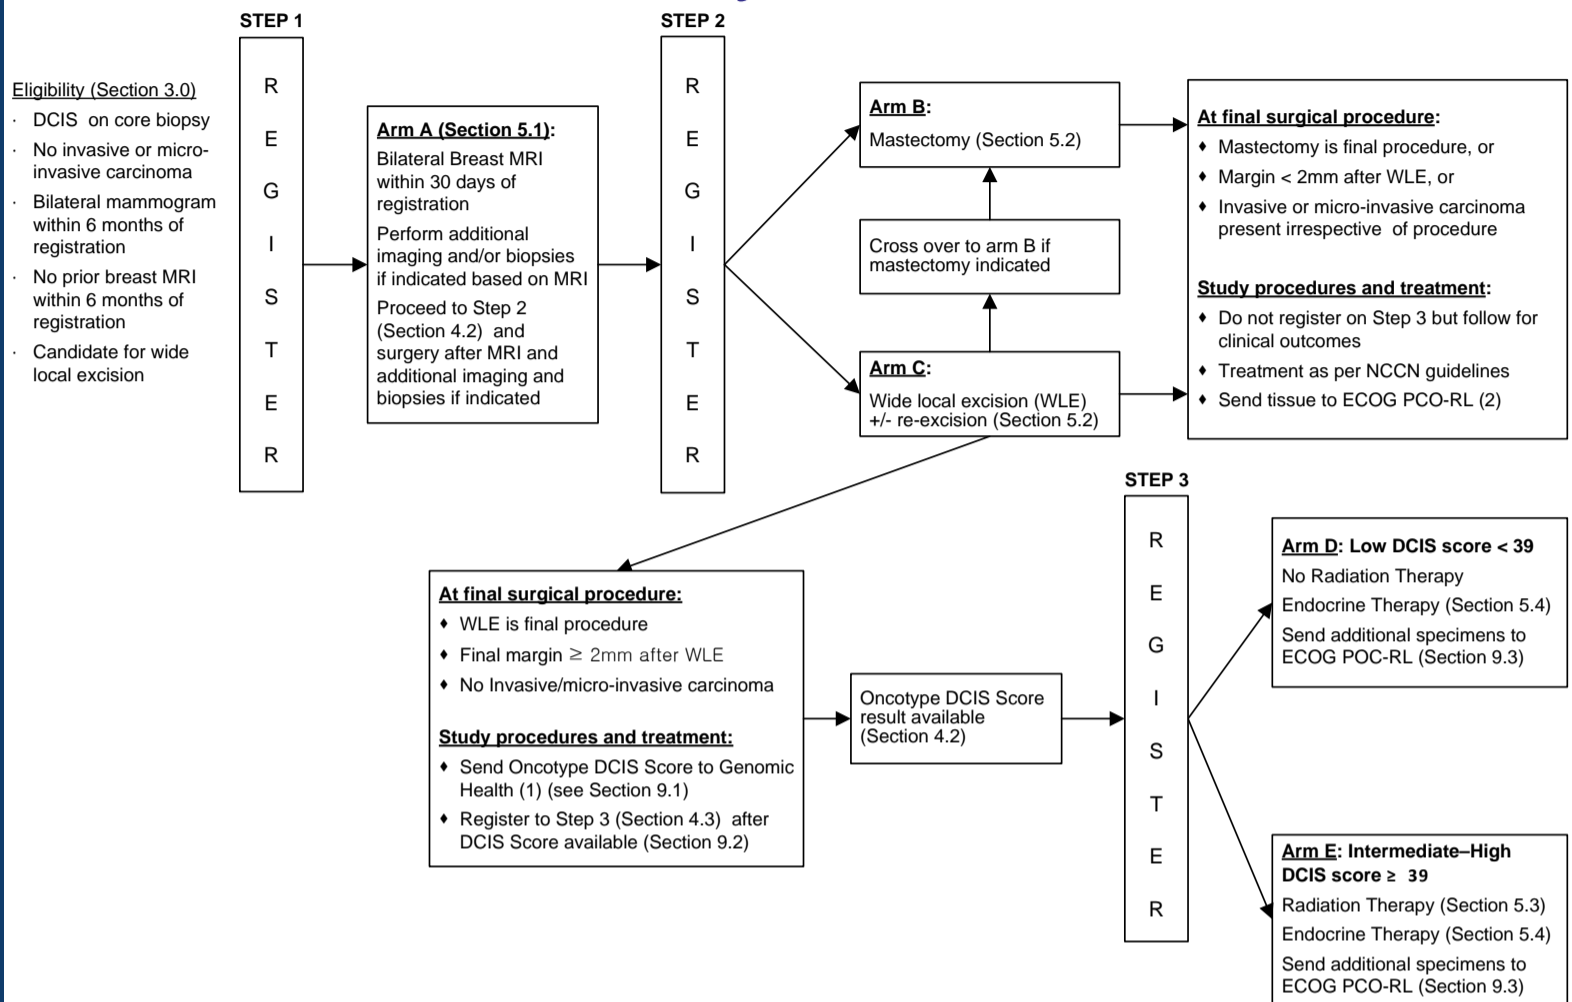 STEP 1
R
E
G
I
S
T
E
R
Eligibility (Section 3.0)
· DCIS on core biopsy
· No invasive or micro-
invasive carcinoma
· Bilateral mammogram
within 6 months of
registration
· No prior breast MRI
within 6 months of
registration
· Candidate for wide
local excision
Arm A (Section 5.1):
Bilateral Breast MRI
within 30 days of
registration
Perform additional
imaging and/or biopsies
if indicated based on MRI
Proceed to Step 2
(Section 4.2) and
surgery after MRI and
additional imaging and
biopsies if indicated
STEP 2
R
E
G
I
S
T
E
R
Arm B:
Mastectomy (Section 5.2)
Cross over to arm B if
mastectomy indicated
Arm C:
Wide local excision (WLE)
+/- re-excision (Section 5.2)
At final surgical procedure:
♦ Mastectomy is final procedure, or
♦ Margin < 2mm after WLE, or
♦ Invasive or micro-invasive carcinoma
present irrespective of procedure
Study procedures and treatment:
♦ Do not register on Step 3 but follow for
clinical outcomes
♦ Treatment as per NCCN guidelines
♦ Send tissue to ECOG PCO-RL (2)
At final surgical procedure:
♦ WLE is final procedure
♦ Final margin ≥ 2mm after WLE
♦ No Invasive/micro-invasive carcinoma
Study procedures and treatment:
♦ Send Oncotype DCIS Score to Genomic
Health (1) (see Section 9.1)
♦ Register to Step 3 (Section 4.3) after
DCIS Score available (Section 9.2)
Oncotype DCIS Score
result available
(Section 4.2)
STEP 3
R
E
G
I
S
T
E
R
Arm D: Low DCIS score < 39
No Radiation Therapy
Endocrine Therapy (Section 5.4)
Send additional specimens to
ECOG POC-RL (Section 9.3)
Arm E: Intermediate–High
DCIS score ≥ 39
Radiation Therapy (Section 5.3)
Endocrine Therapy (Section 5.4)
Send additional specimens to
ECOG PCO-RL (Section 9.3)